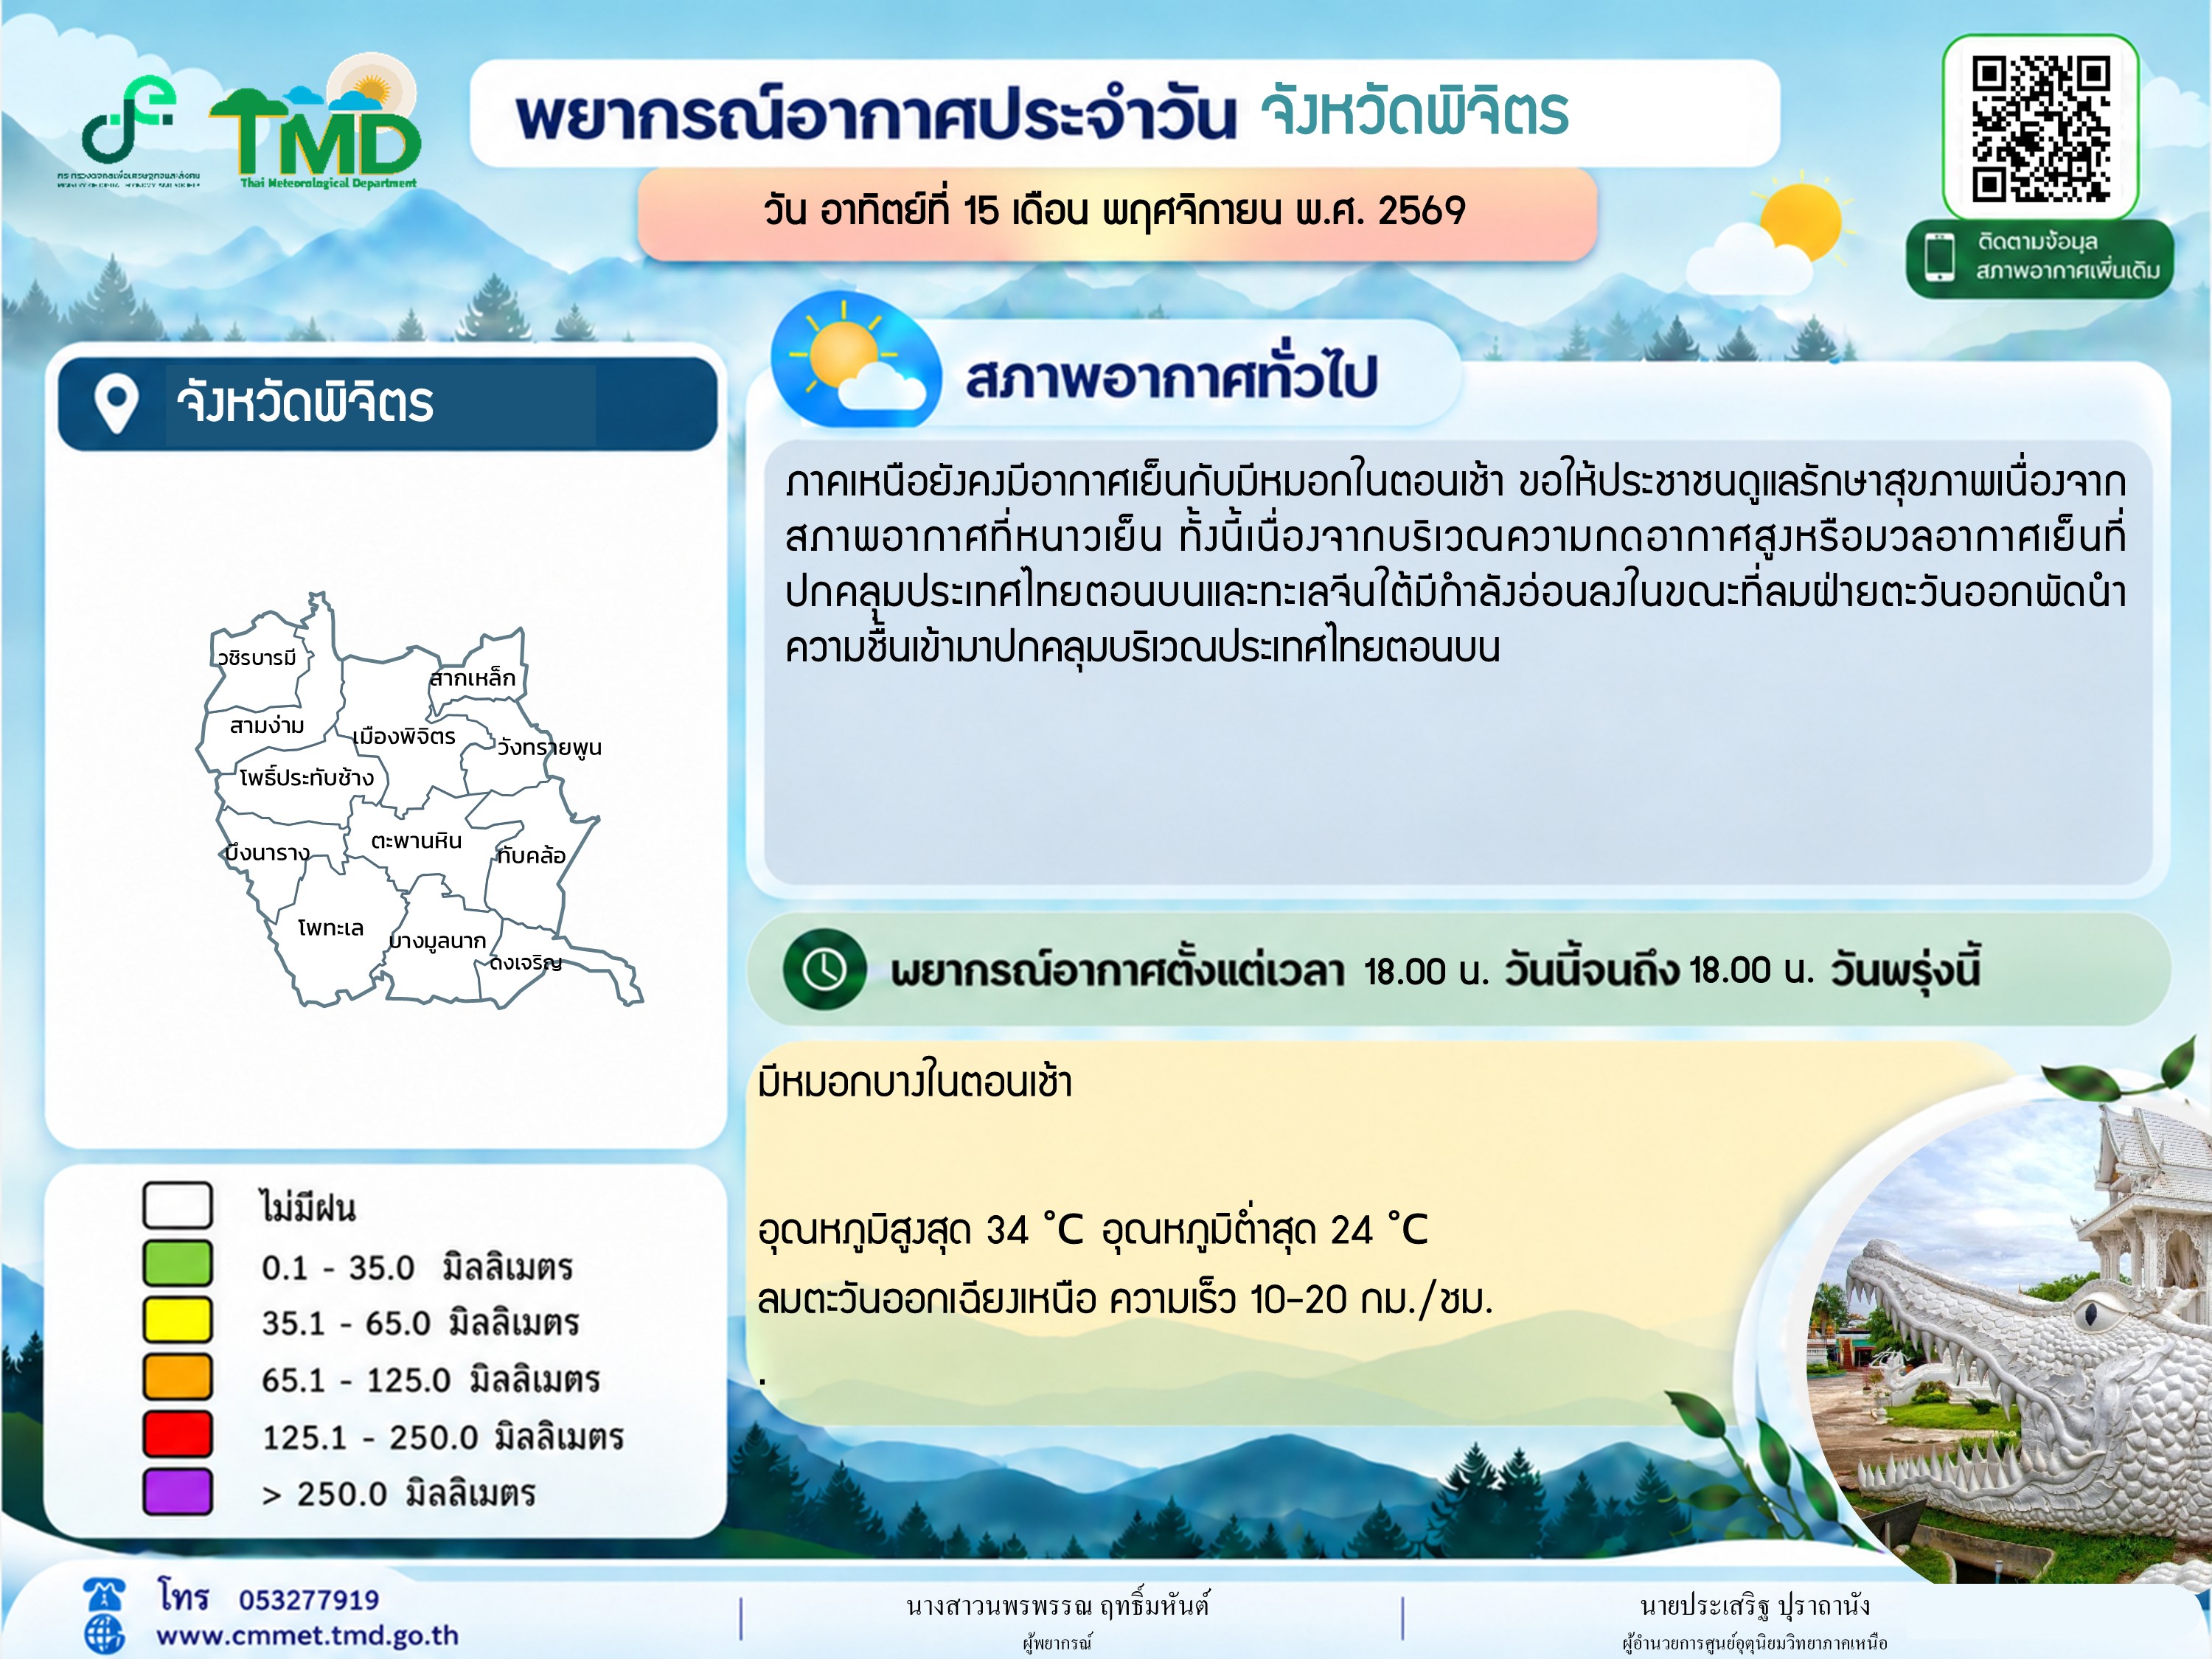 พยากรณ์อากาศประจำวัน จังหวัดพิจิตร
TMD
Thai Meteorological Department
วัน อาทิตย์ที่ 15 เดือน พฤศจิกายน พ.ศ. 2569
ติดตามข้อมูล
สภาพอากาศเพิ่มเติม
จังหวัดพิจิตร
วชิรบารมี
สากเหล็ก
สามง่าม
เมืองพิจิตร
วังทรายพูน
โพธิ์ประทับช้าง
ตะพานหิน
บึงนาราง
ทับคล้อ
โพทะเล
บางมูลนาก
ดงเจริญ
ไม่มีฝน
0.1 - 35.0 มิลลิเมตร
35.1 - 65.0 มิลลิเมตร
65.1 - 125.0 มิลลิเมตร
125.1 - 250.0 มิลลิเมตร
> 250.0 มิลลิเมตร
สภาพอากาศทั่วไป
ภาคเหนือยังคงมีอากาศเย็นกับมีหมอกในตอนเช้า ขอให้ประชาชนดูแลรักษาสุขภาพเนื่องจาก
สภาพอากาศที่หนาวเย็น ทั้งนี้เนื่องจากบริเวณความกดอากาศสูงหรือมวลอากาศเย็นที่
ปกคลุมประเทศไทยตอนบนและทะเลจีนใต้มีกำลังอ่อนลงในขณะที่ลมฝ่ายตะวันออกพัดนำ
ความชื้นเข้ามาปกคลุมบริเวณประเทศไทยตอนบน
พยากรณ์อากาศตั้งแต่เวลา 18.00 น. วันนี้จนถึง 18.00 น. วันพรุ่งนี้
มีหมอกบางในตอนเช้า
อุณหภูมิสูงสุด 34 °C อุณหภูมิต่ำสุด 24 °C
ลมตะวันออกเฉียงเหนือ ความเร็ว 10-20 กม./ชม.
.
โทร 053277919
www.cmmet.tmd.go.th
นางสาวนพรพรรณ ฤทธิ์มหันต์
ผู้พยากรณ์
นายประเสริฐ ปุราถานัง
ผู้อำนวยการศูนย์อุตุนิยมวิทยาภาคเหนือ